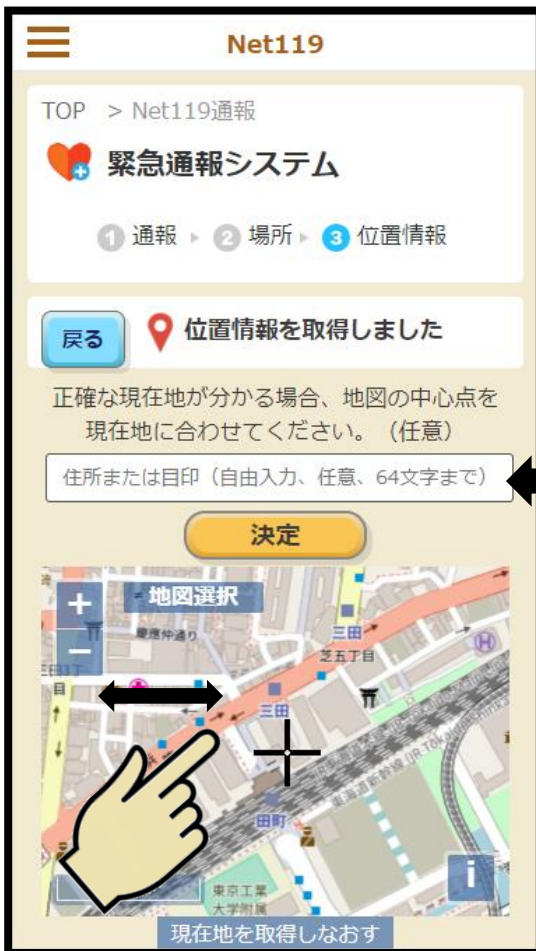 Net119
TOP > Net119通報
緊急通報システム
1 通報 2 場所 3 位置情報
戻る
位置情報を取得しました
正確な現在地が分かる場合、地図の中心点を
現在地に合わせてください。（任意）
住所または目印（自由入力、任意、64文字まで）
決定
+
地図選択
−
慶應仲通り
三田
芝五丁目
H
目
三田
東海道新幹線
田町
東京工業
大学附属
i
現在地を取得しなおす